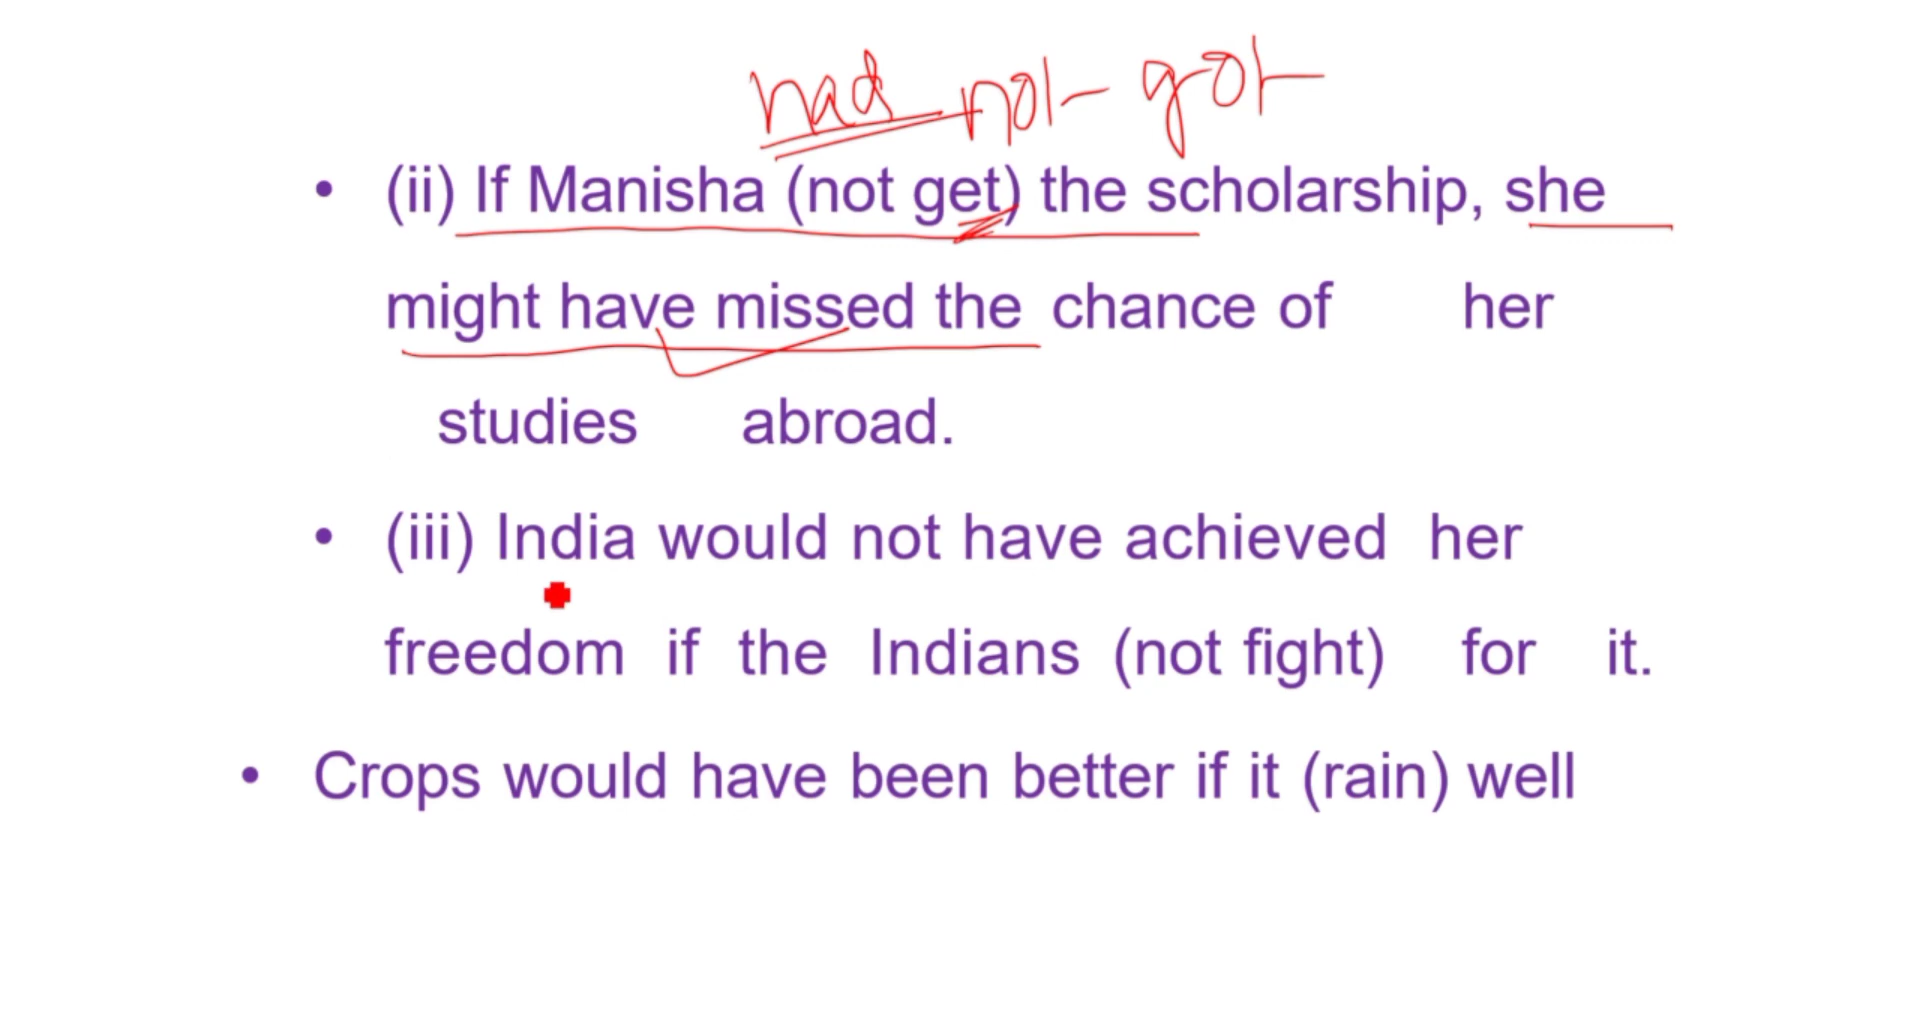 had not got
• (ii) If Manisha (not get) the scholarship, she
might have missed the chance of her
studies abroad.
• (iii) India would not have achieved her
freedom if the Indians (not fight) for it.
• Crops would have been better if it (rain) well